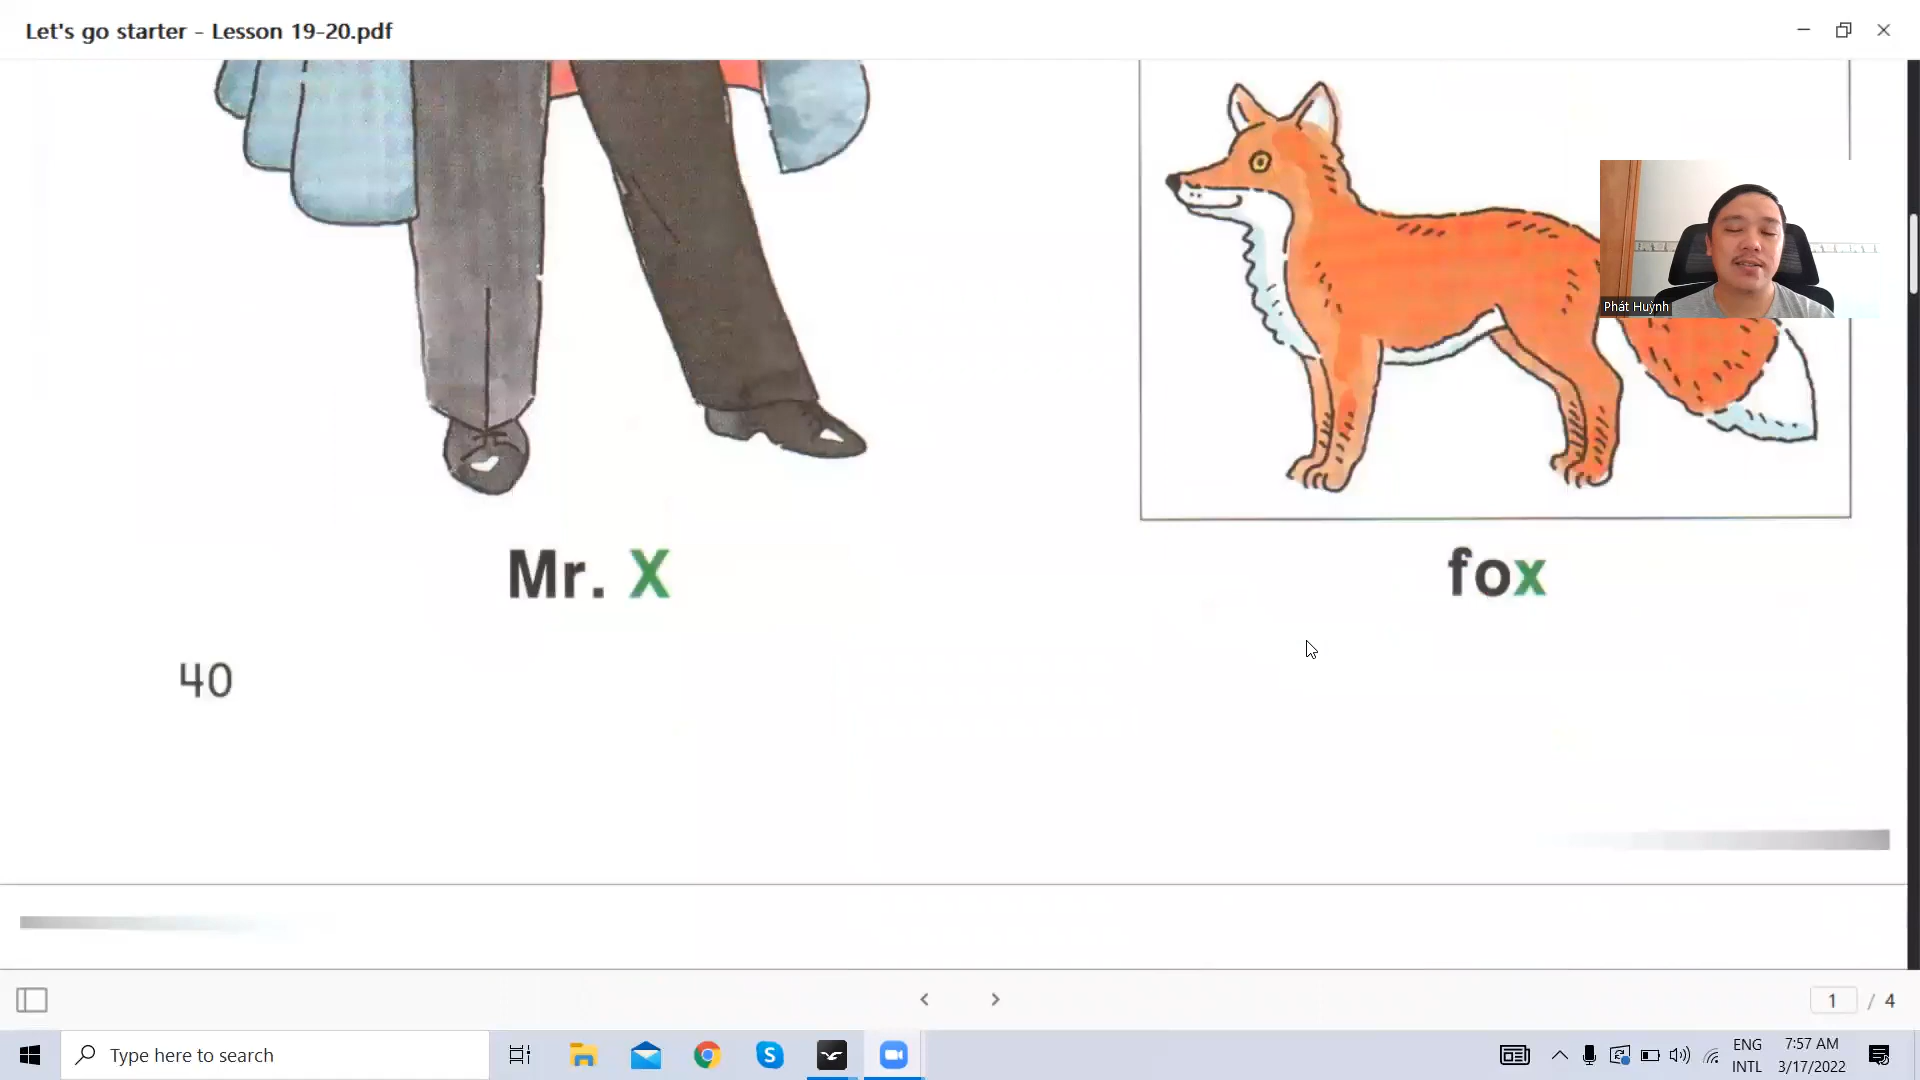 Let's go starter - Lesson 19-20.pdf
Phát Huỳnh
Mr. X
fox
40
1 / 4
Type here to search
ENG
INTL
7:57 AM
3/17/2022